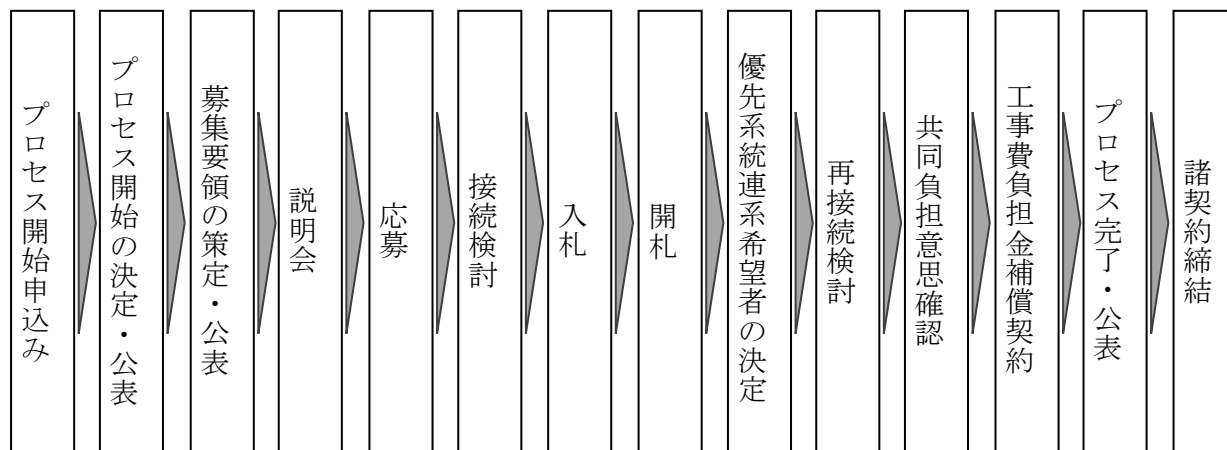 プロセス開始申込み
プロセス開始の決定・公表
募集要領の策定・公表
説明会
応募
接続検討
入札
開札
優先系統連系希望者の決定
再接続検討
共同負担意思確認
工事費負担金補償契約
プロセス完了・公表
諸契約締結